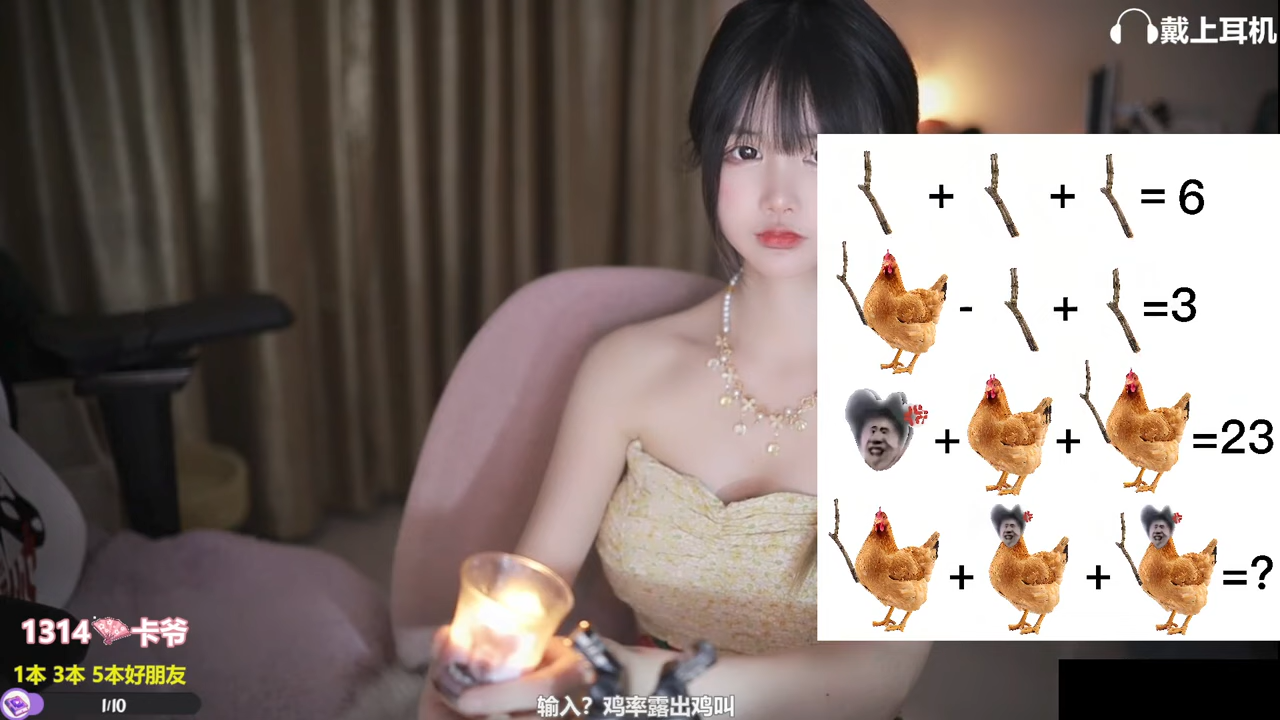 戴上耳机
+ + = 6
- + =3
+ + =23
+ + =?
1314 卡爷
1本 3本 5本好朋友
1/10
输入？鸡率露出鸡叫